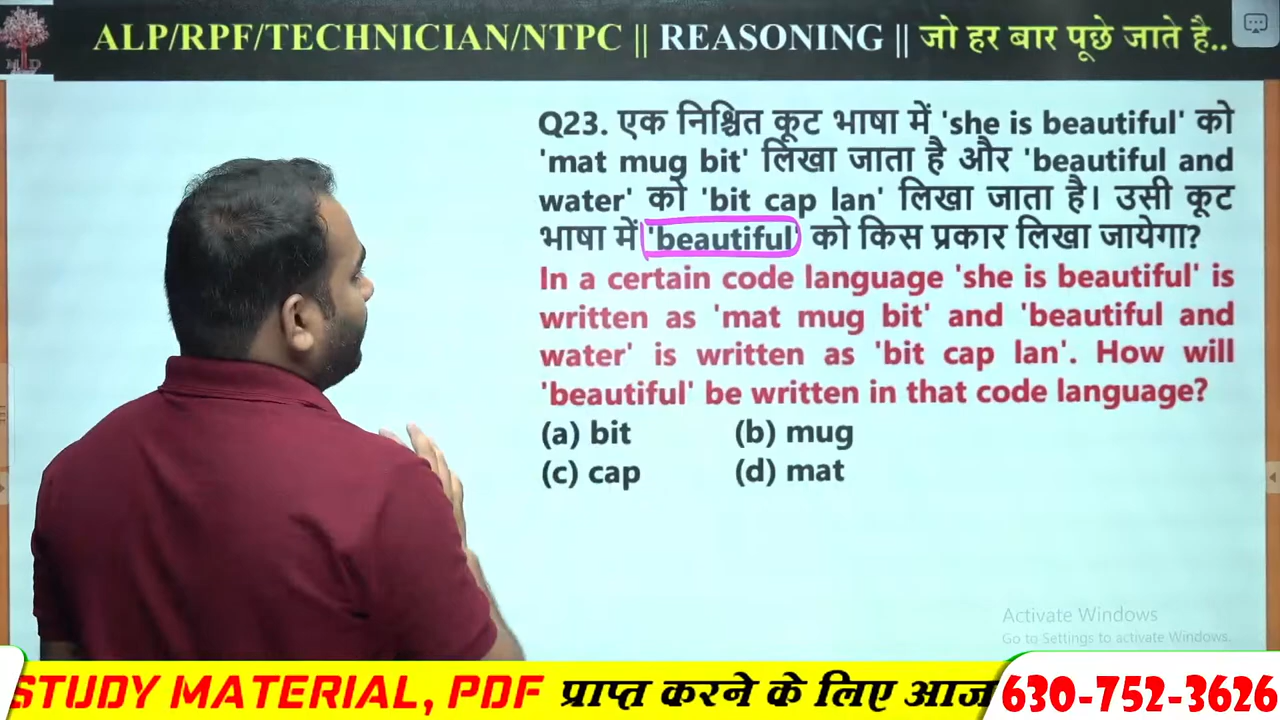 ALP/RPF/TECHNICIAN/NTPC || REASONING || जो हर बार पूछे जाते है..
Q23. एक निश्चित कूट भाषा में 'she is beautiful' को
'mat mug bit' लिखा जाता है और 'beautiful and
water' को 'bit cap lan' लिखा जाता है। उसी कूट
भाषा में 'beautiful' को किस प्रकार लिखा जायेगा?
In a certain code language 'she is beautiful' is
written as 'mat mug bit' and 'beautiful and
water' is written as 'bit cap lan'. How will
'beautiful' be written in that code language?
(a) bit (b) mug
(c) cap (d) mat
Activate Windows
Go to Settings to activate Windows.
STUDY MATERIAL, PDF प्राप्त करने के लिए आज 630-752-3626